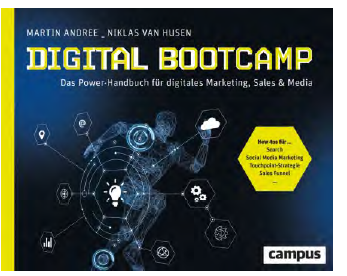 MARTIN ANDREE _ NIKLAS VAN HUSEN
DIGITAL BOOTCAMP
Das Power-Handbuch für digitales Marketing, Sales & Media
How-tos für ...
Search
Social Media Marketing
Touchpoint-Strategie
Sales Funnel
...
campus